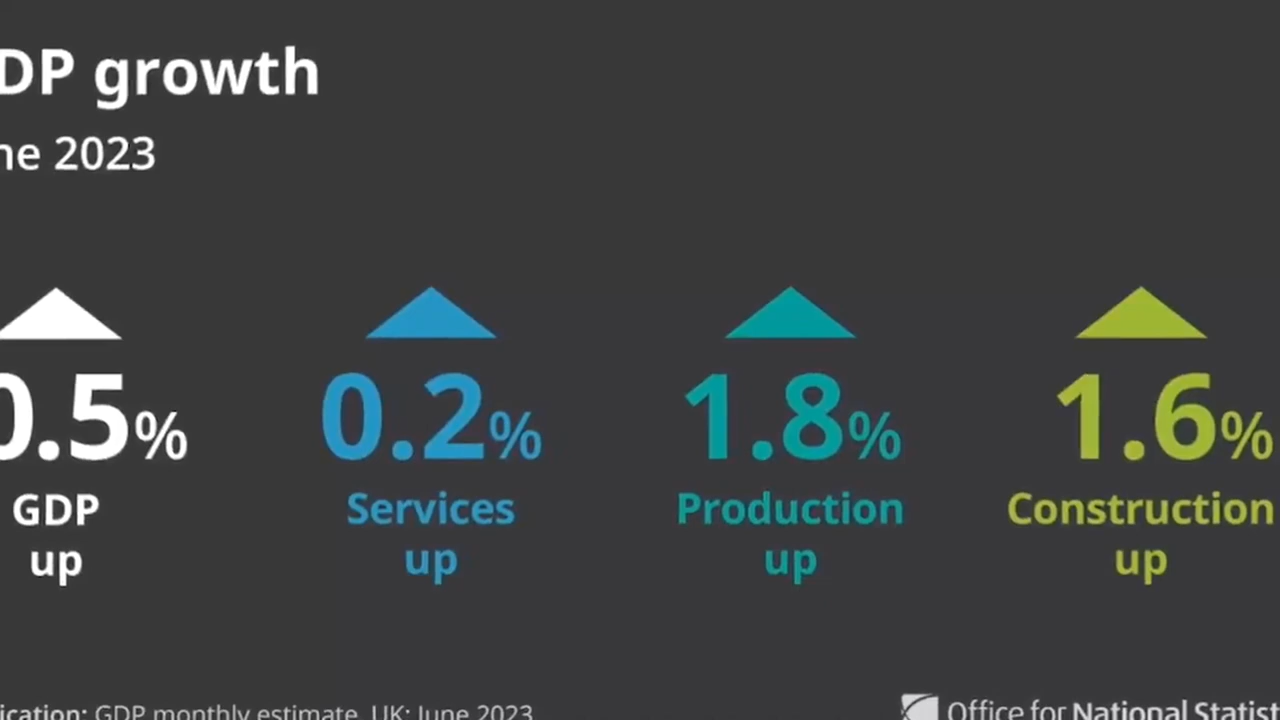 DP growth
ne 2023
0.5% 0.2% 1.8% 1.6%
GDP Services Production Construction
up up up up
ication: GDP monthly estimate, UK: June 2023
Office for National Statist